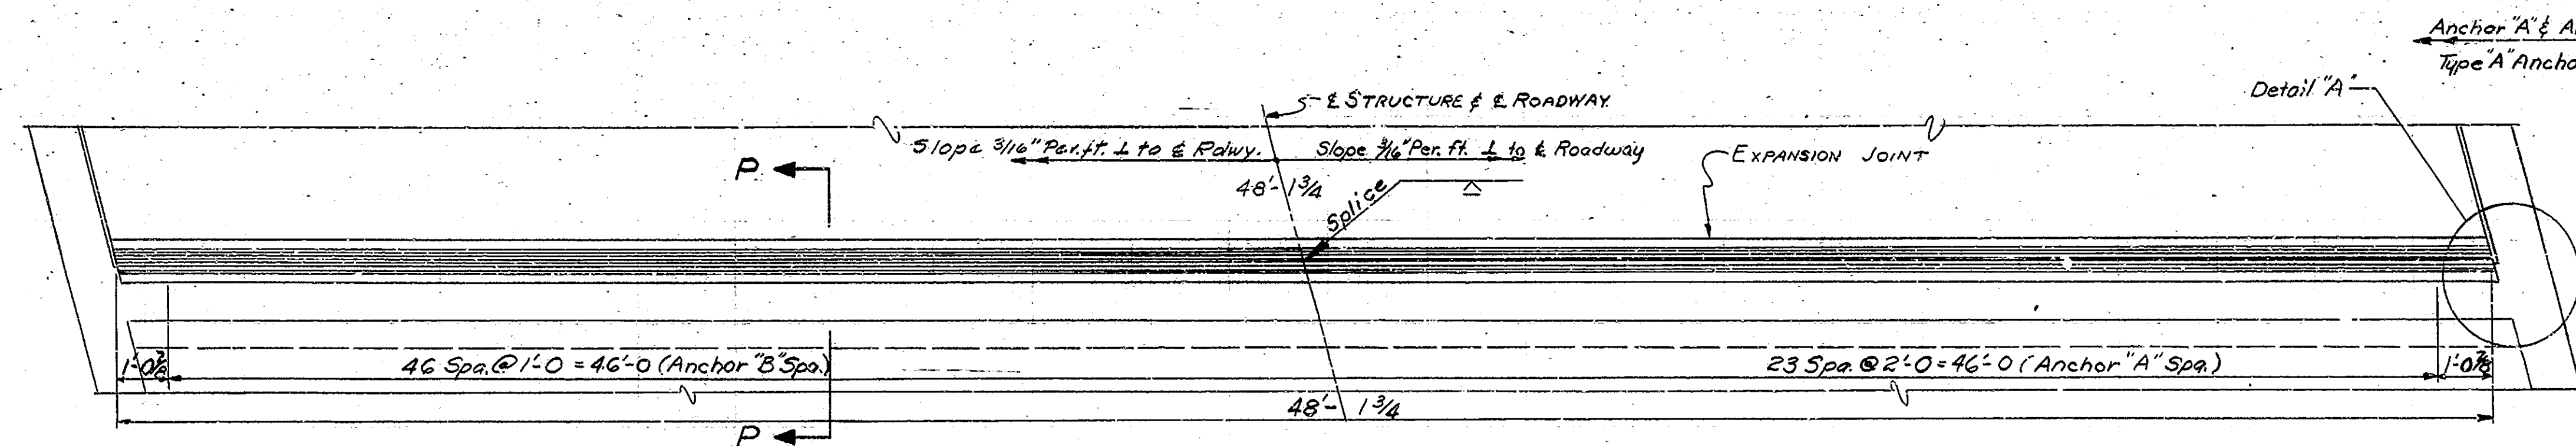 Anchor "A" &
Type "A"
Detail "A"
℄ STRUCTURE & ℄ ROADWAY
Slope 3/16" Per. ft. ⊥ to ℄ Rdwy.
Slope 3/16" Per. ft. ⊥ to ℄ Roadway
EXPANSION JOINT
P
48'- 1 3/4
Splice
1'-0 7/8
46 Spa. @ 1'-0 = 46'-0 (Anchor "B" Spa.)
23 Spa. @ 2'-0 = 46'-0 (Anchor "A" Spa.)
1'-0 7/8
48'- 1 3/4
P